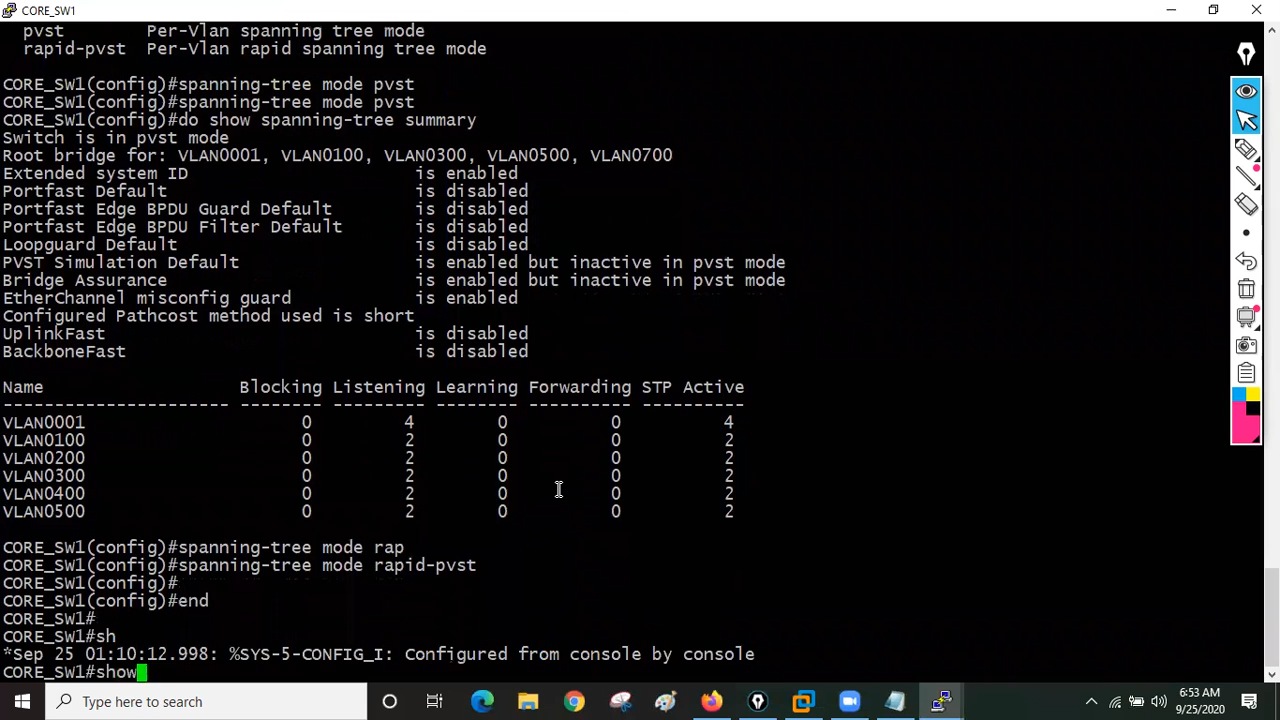 CORE_SW1
pvst       Per-Vlan spanning tree mode
rapid-pvst  Per-Vlan rapid spanning tree mode
CORE_SW1(config)#spanning-tree mode pvst
CORE_SW1(config)#spanning-tree mode pvst
CORE_SW1(config)#do show spanning-tree summary
Switch is in pvst mode
Root bridge for: VLAN0001, VLAN0100, VLAN0300, VLAN0500, VLAN0700
Extended system ID                      is enabled
Portfast Default                        is disabled
Portfast Edge BPDU Guard Default        is disabled
Portfast Edge BPDU Filter Default       is disabled
Loopguard Default                       is disabled
PVST Simulation Default                 is enabled but inactive in pvst mode
Bridge Assurance                        is enabled but inactive in pvst mode
EtherChannel misconfig guard            is enabled
Configured Pathcost method used is short
UplinkFast                              is disabled
BackboneFast                            is disabled
Name                   Blocking Listening Learning Forwarding STP Active
---------------------- -------- --------- -------- ---------- ----------
VLAN0001                     0         4        0          0          4
VLAN0100                     0         2        0          0          2
VLAN0200                     0         2        0          0          2
VLAN0300                     0         2        0          0          2
VLAN0400                     0         2        0          0          2
VLAN0500                     0         2        0          0          2
CORE_SW1(config)#spanning-tree mode rap
CORE_SW1(config)#spanning-tree mode rapid-pvst
CORE_SW1(config)#
CORE_SW1(config)#end
CORE_SW1#
CORE_SW1#sh
*Sep 25 01:10:12.998: %SYS-5-CONFIG_I: Configured from console by console
CORE_SW1#show
Type here to search
6:53 AM
9/25/2020